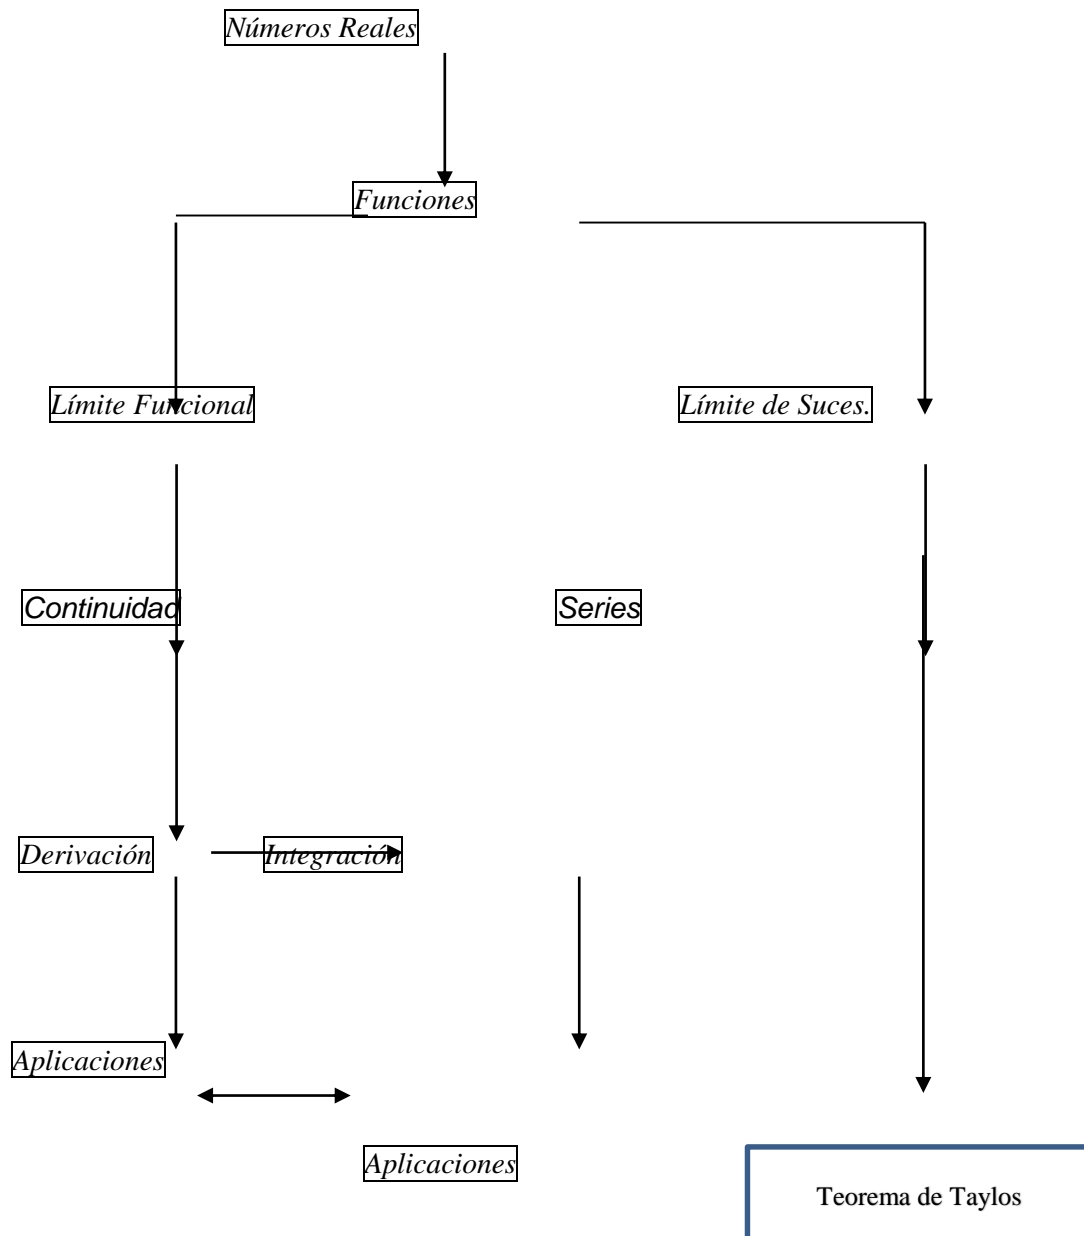 Números Reales
Funciones
Límite Funcional
Límite de Suces.
Continuidad
Series
Derivación
Integración
Aplicaciones
Aplicaciones
Teorema de Taylos